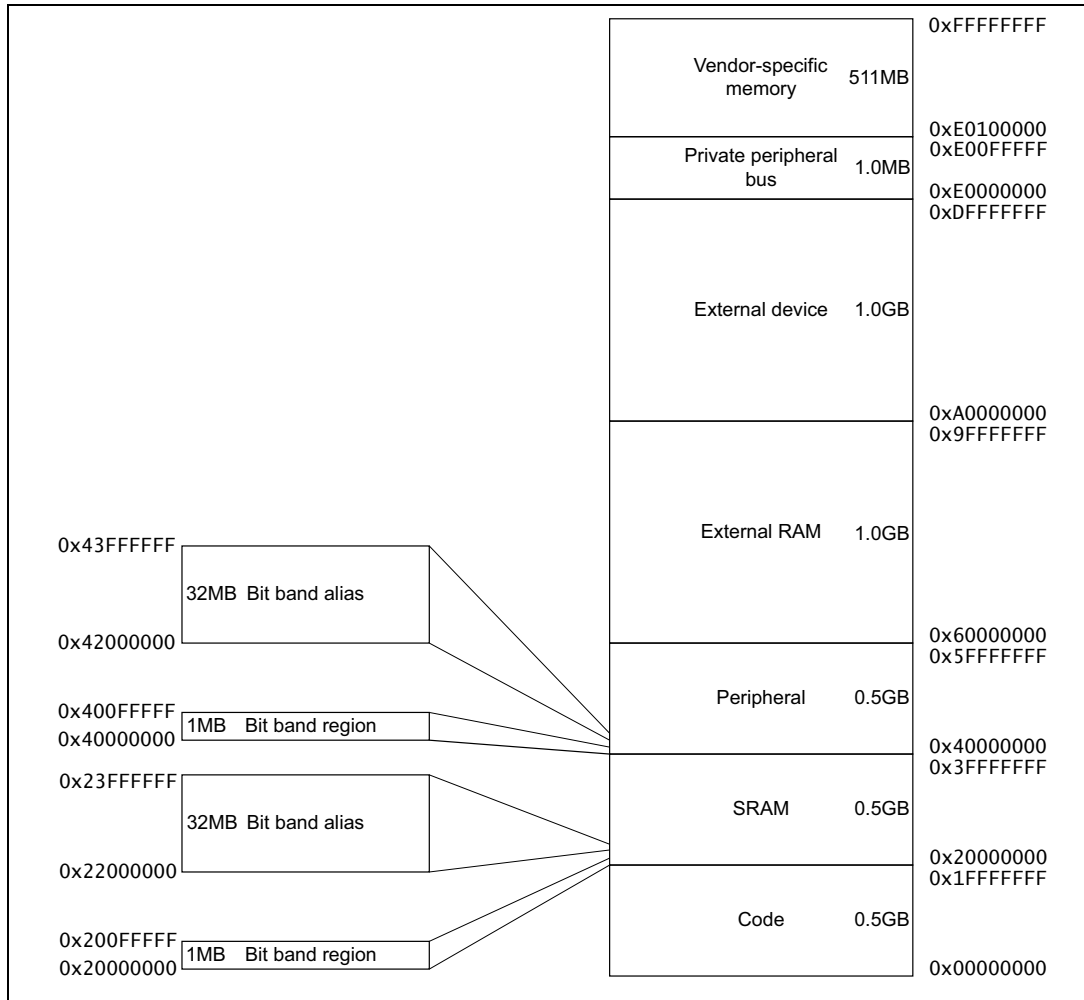 0xFFFFFFFF
Vendor-specific
memory
511MB
0xE0100000
0xE00FFFFF
Private peripheral
bus
1.0MB
0xE0000000
0xDFFFFFFF
External device 1.0GB
0xA0000000
0x9FFFFFFF
External RAM 1.0GB
0x60000000
0x5FFFFFFF
Peripheral 0.5GB
0x40000000
0x3FFFFFFF
SRAM 0.5GB
0x20000000
0x1FFFFFFF
Code 0.5GB
0x00000000
0x43FFFFFF
32MB Bit band alias
0x42000000
0x400FFFFF
1MB Bit band region
0x40000000
0x23FFFFFF
32MB Bit band alias
0x22000000
0x200FFFFF
1MB Bit band region
0x20000000